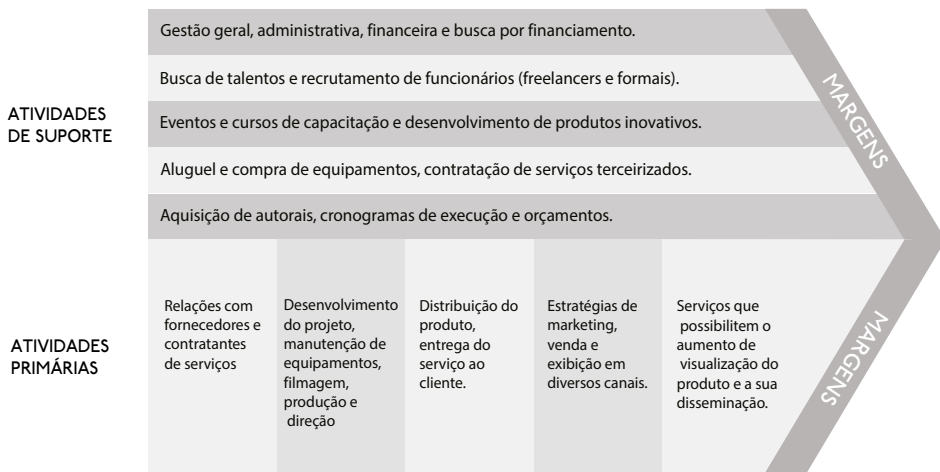 Gestão geral, administrativa, financeira e busca por financiamento.
Busca de talentos e recrutamento de funcionários (freelancers e formais).
ATIVIDADES
DE SUPORTE
Eventos e cursos de capacitação e desenvolvimento de produtos inovativos.
Aluguel e compra de equipamentos, contratação de serviços terceirizados.
Aquisição de autorais, cronogramas de execução e orçamentos.
MARGENS
ATIVIDADES
PRIMÁRIAS
Relações com
fornecedores e
contratantes
de serviços
Desenvolvimento
do projeto,
manutenção de
equipamentos,
filmagem,
produção e
direção
Distribuição do
produto,
entrega do
serviço ao
cliente.
Estratégias de
marketing,
venda e
exibição em
diversos canais.
Serviços que
possibilitem o
aumento de
visualização do
produto e a sua
disseminação.
MARGENS